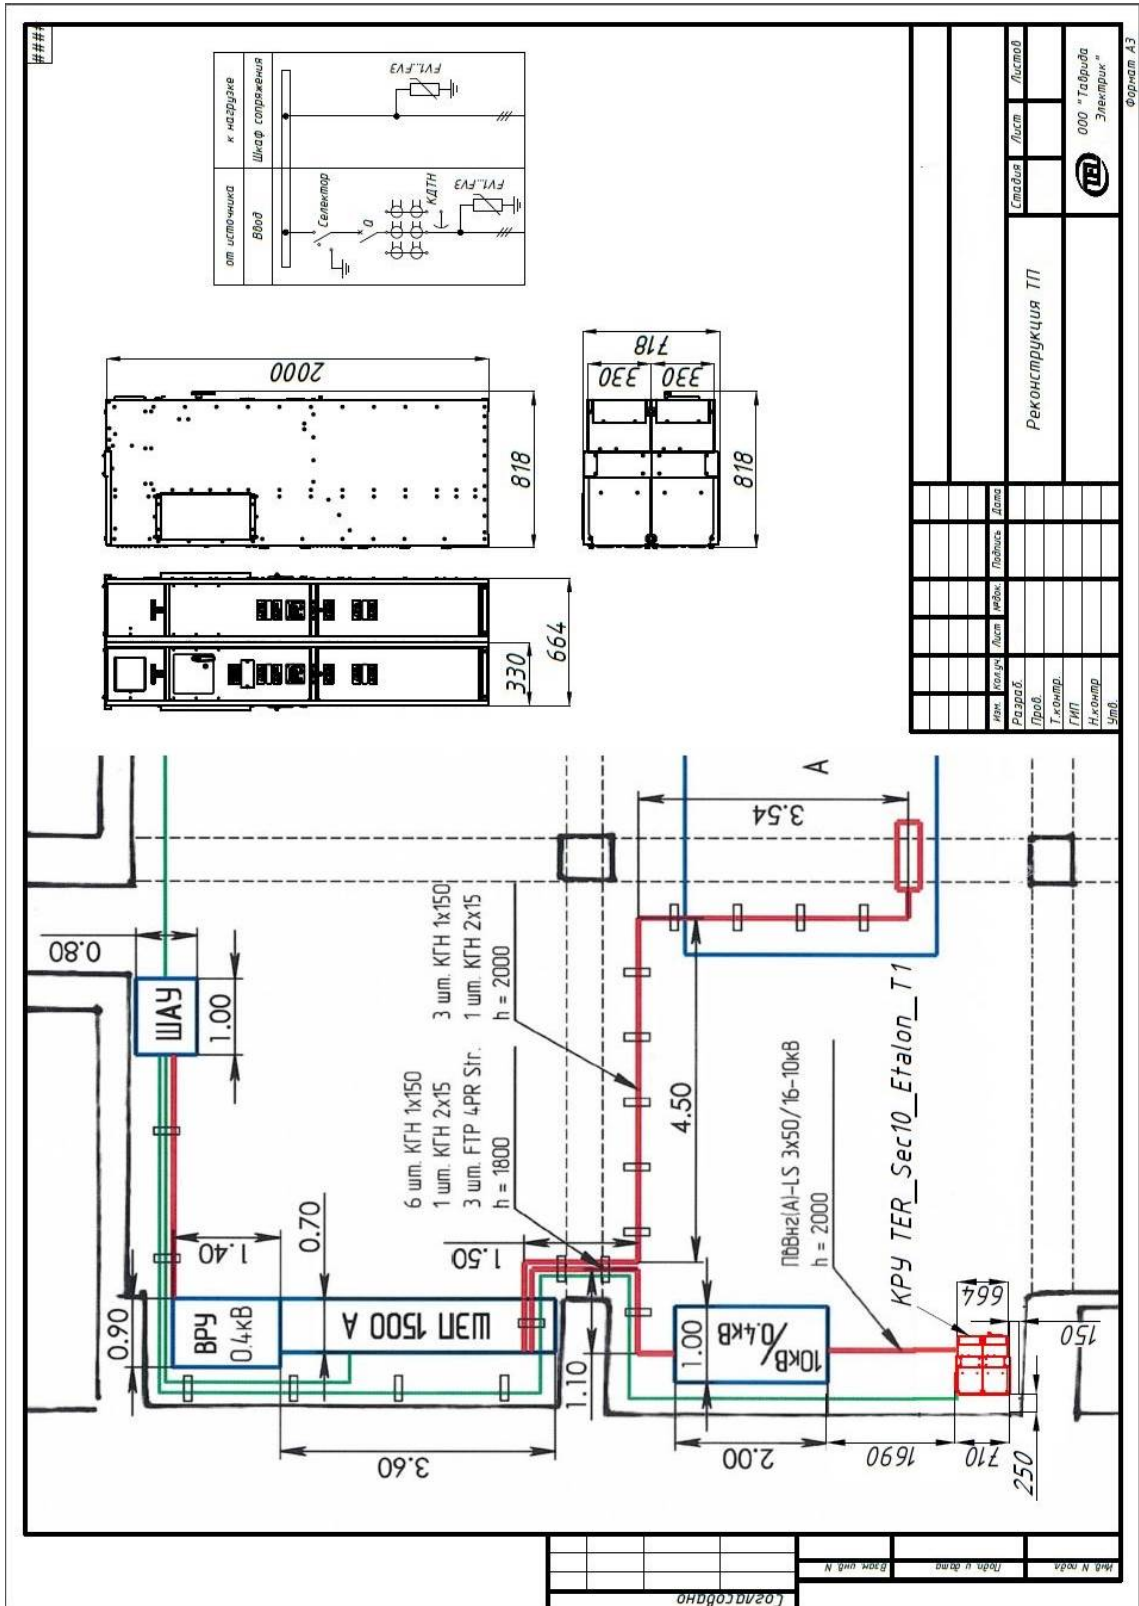 ####
от источника
к нагрузке
Ввод
Шкаф сопряжения
Селектор
Q
КДТН
FV1...FV3
FV1...FV3
2000
818
330
330
718
818
330
664
0.80
ШАУ
1.00
0.90
1.40
ВРУ
0.4кВ
0.70
ШЭП 1500 А
3.60
6 шт. КГН 1х150
1 шт. КГН 2х15
3 шт. FTP 4PR Str.
h = 1800
3 шт. КГН 1х150
1 шт. КГН 2х15
h = 2000
1.50
1.10
4.50
3.54
А
1.00
10кВ/
/0.4кВ
2.00
ПвВнг(А)-LS 3х50/16-10кВ
h = 2000
КРУ TER_Sec10_Etalon_T1
664
150
1690
710
250
Изм.
Кол.уч.
Лист
№док.
Подпись
Дата
Разраб.
Пров.
Т.контр.
ГИП
Н.контр
Утв.
Реконструкция ТП
Стадия
Лист
Листов
TEL
ООО "Таврида
Электрик"
Формат А3
Согласовано
Взам. инв. N
Подп. и дата
Инв. N подл